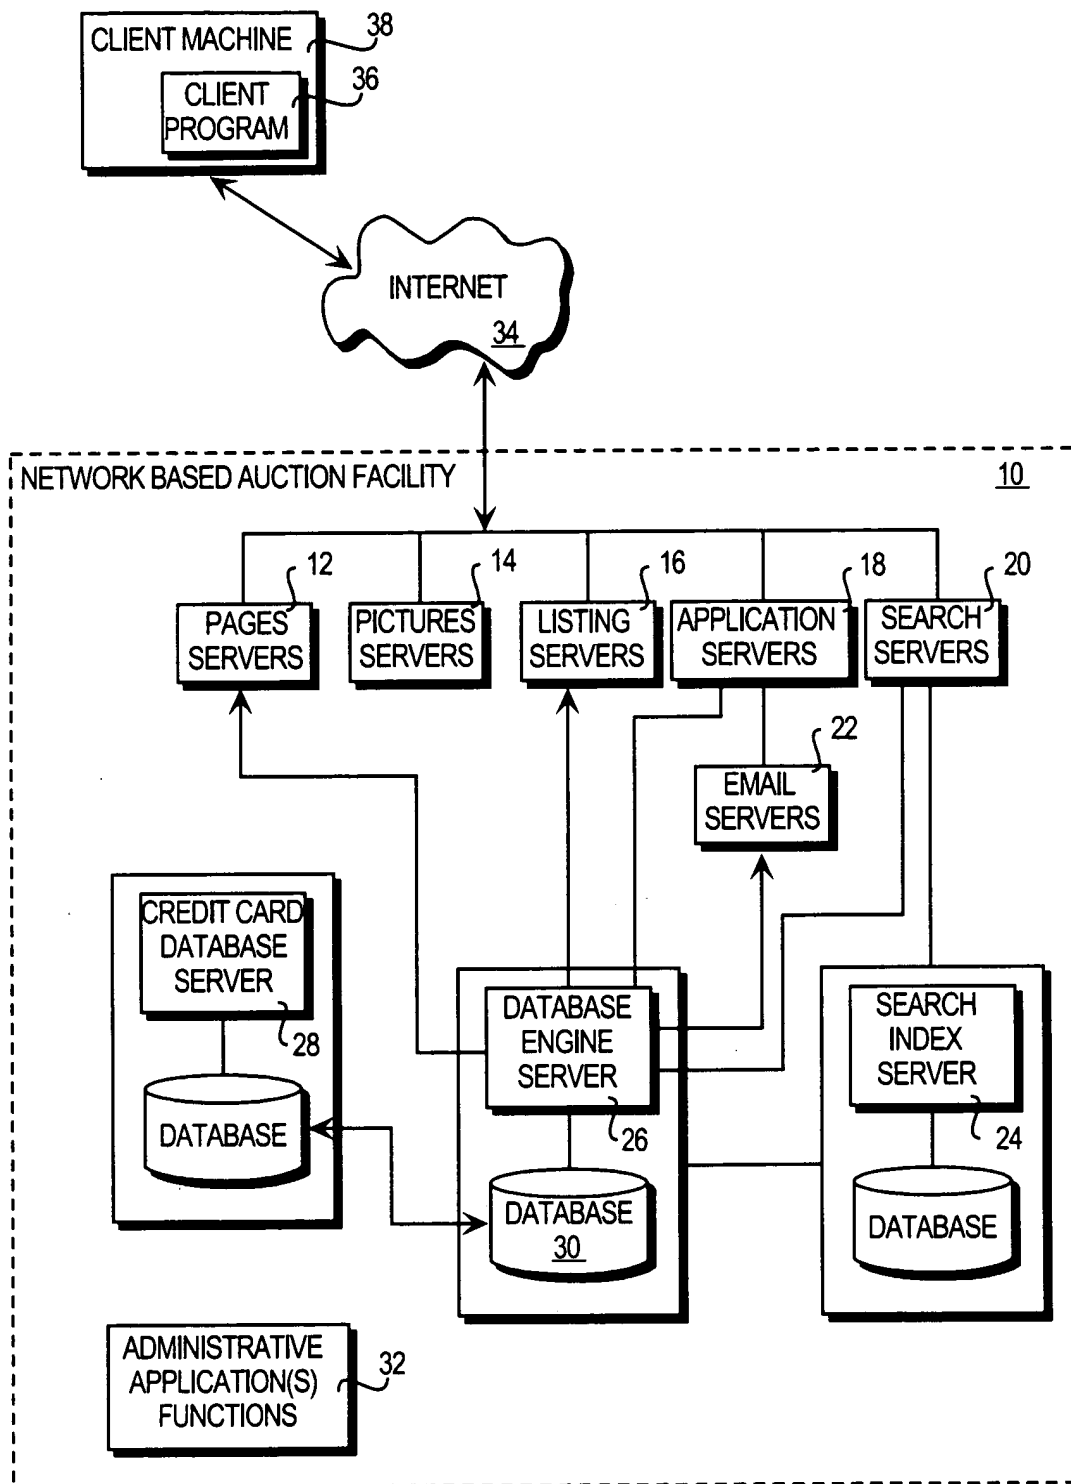 CLIENT MACHINE
38
CLIENT
PROGRAM
36
INTERNET
34
NETWORK BASED AUCTION FACILITY
10
12
PAGES
SERVERS
14
PICTURES
SERVERS
16
LISTING
SERVERS
18
APPLICATION
SERVERS
20
SEARCH
SERVERS
22
EMAIL
SERVERS
CREDIT CARD
DATABASE
SERVER
28
DATABASE
DATABASE
ENGINE
SERVER
26
DATABASE
30
SEARCH
INDEX
SERVER
24
DATABASE
ADMINISTRATIVE
APPLICATION(S)
FUNCTIONS
32